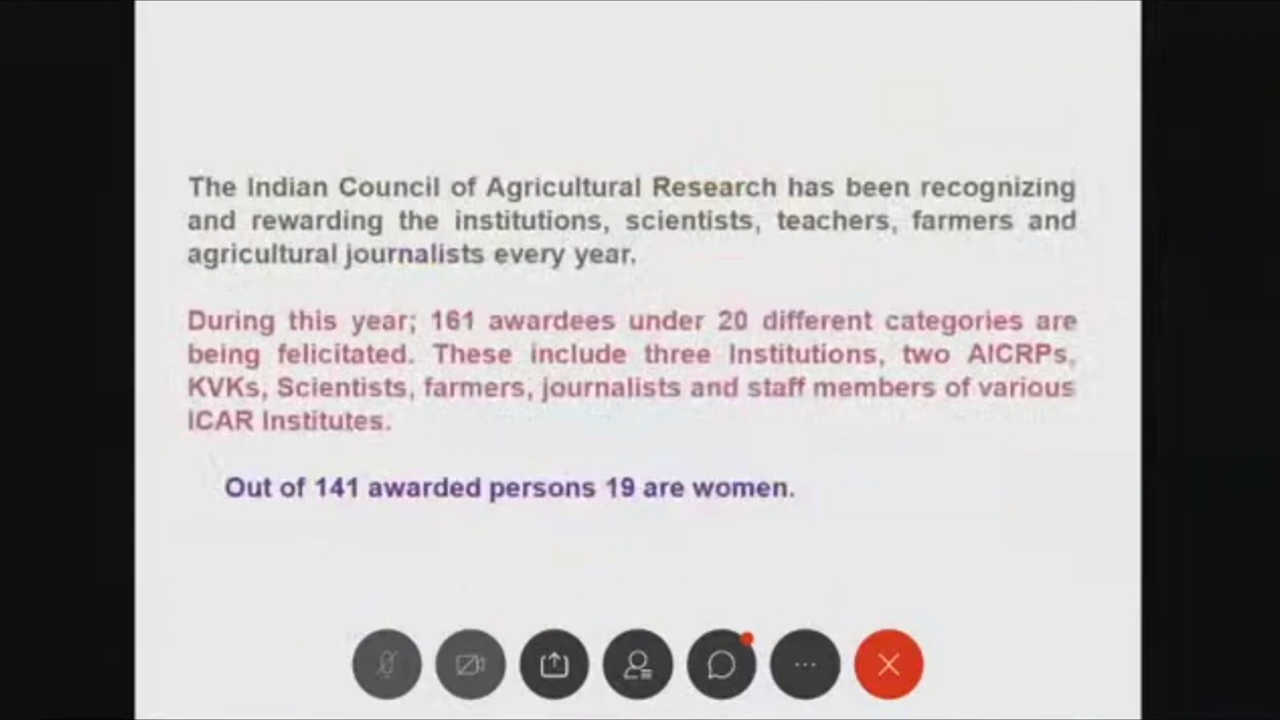 The Indian Council of Agricultural Research has been recognizing
and rewarding the institutions, scientists, teachers, farmers and
agricultural journalists every year.
During this year; 161 awardees under 20 different categories are
being felicitated. These include three Institutions, two AICRPs,
KVKs, Scientists, farmers, journalists and staff members of various
ICAR Institutes.
Out of 141 awarded persons 19 are women.